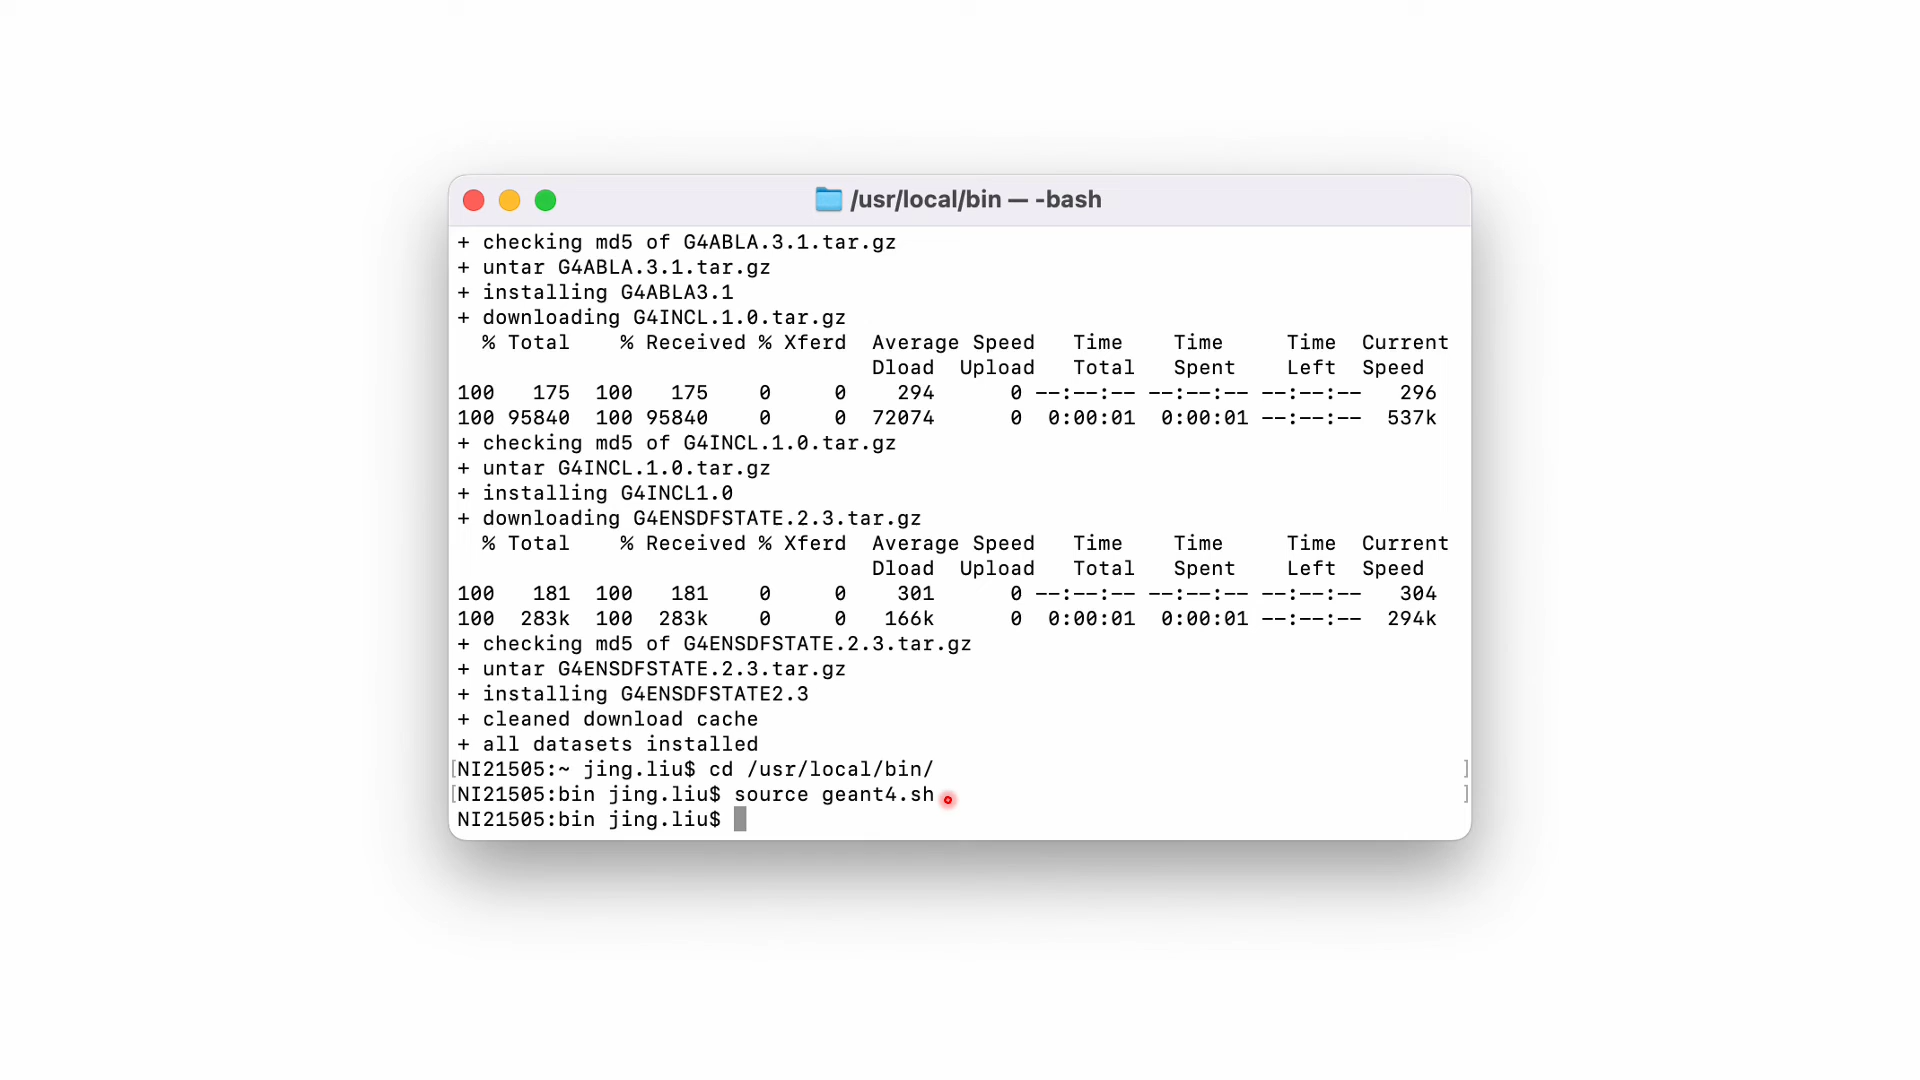 /usr/local/bin — -bash
+ checking md5 of G4ABLA.3.1.tar.gz
+ untar G4ABLA.3.1.tar.gz
+ installing G4ABLA3.1
+ downloading G4INCL.1.0.tar.gz
  % Total    % Received % Xferd  Average Speed   Time    Time     Time  Current
                                 Dload  Upload   Total   Spent    Left  Speed
100   175  100   175    0     0    294      0 --:--:-- --:--:-- --:--:--   296
100 95840  100 95840    0     0  72074      0  0:00:01  0:00:01 --:--:--  537k
+ checking md5 of G4INCL.1.0.tar.gz
+ untar G4INCL.1.0.tar.gz
+ installing G4INCL1.0
+ downloading G4ENSDFSTATE.2.3.tar.gz
  % Total    % Received % Xferd  Average Speed   Time    Time     Time  Current
                                 Dload  Upload   Total   Spent    Left  Speed
100   181  100   181    0     0    301      0 --:--:-- --:--:-- --:--:--   304
100  283k  100  283k    0     0   166k      0  0:00:01  0:00:01 --:--:--  294k
+ checking md5 of G4ENSDFSTATE.2.3.tar.gz
+ untar G4ENSDFSTATE.2.3.tar.gz
+ installing G4ENSDFSTATE2.3
+ cleaned download cache
+ all datasets installed
[NI21505:~ jing.liu$ cd /usr/local/bin/ ]
[NI21505:bin jing.liu$ source geant4.sh ]
NI21505:bin jing.liu$